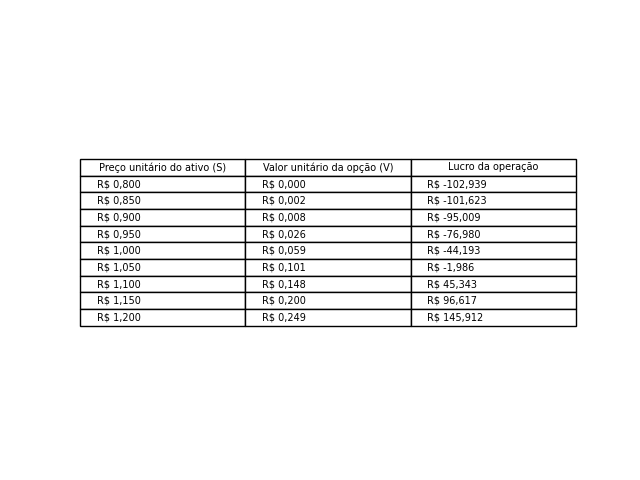 Preço unitário do ativo (S) Valor unitário da opção (V) Lucro da operação
R$ 0,800 R$ 0,000 R$ -102,939
R$ 0,850 R$ 0,002 R$ -101,623
R$ 0,900 R$ 0,008 R$ -95,009
R$ 0,950 R$ 0,026 R$ -76,980
R$ 1,000 R$ 0,059 R$ -44,193
R$ 1,050 R$ 0,101 R$ -1,986
R$ 1,100 R$ 0,148 R$ 45,343
R$ 1,150 R$ 0,200 R$ 96,617
R$ 1,200 R$ 0,249 R$ 145,912